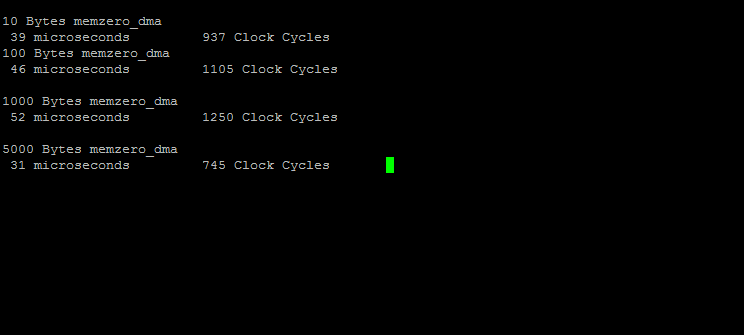 10 Bytes memzero_dma
39 microseconds 937 Clock Cycles
100 Bytes memzero_dma
46 microseconds 1105 Clock Cycles
1000 Bytes memzero_dma
52 microseconds 1250 Clock Cycles
5000 Bytes memzero_dma
31 microseconds 745 Clock Cycles